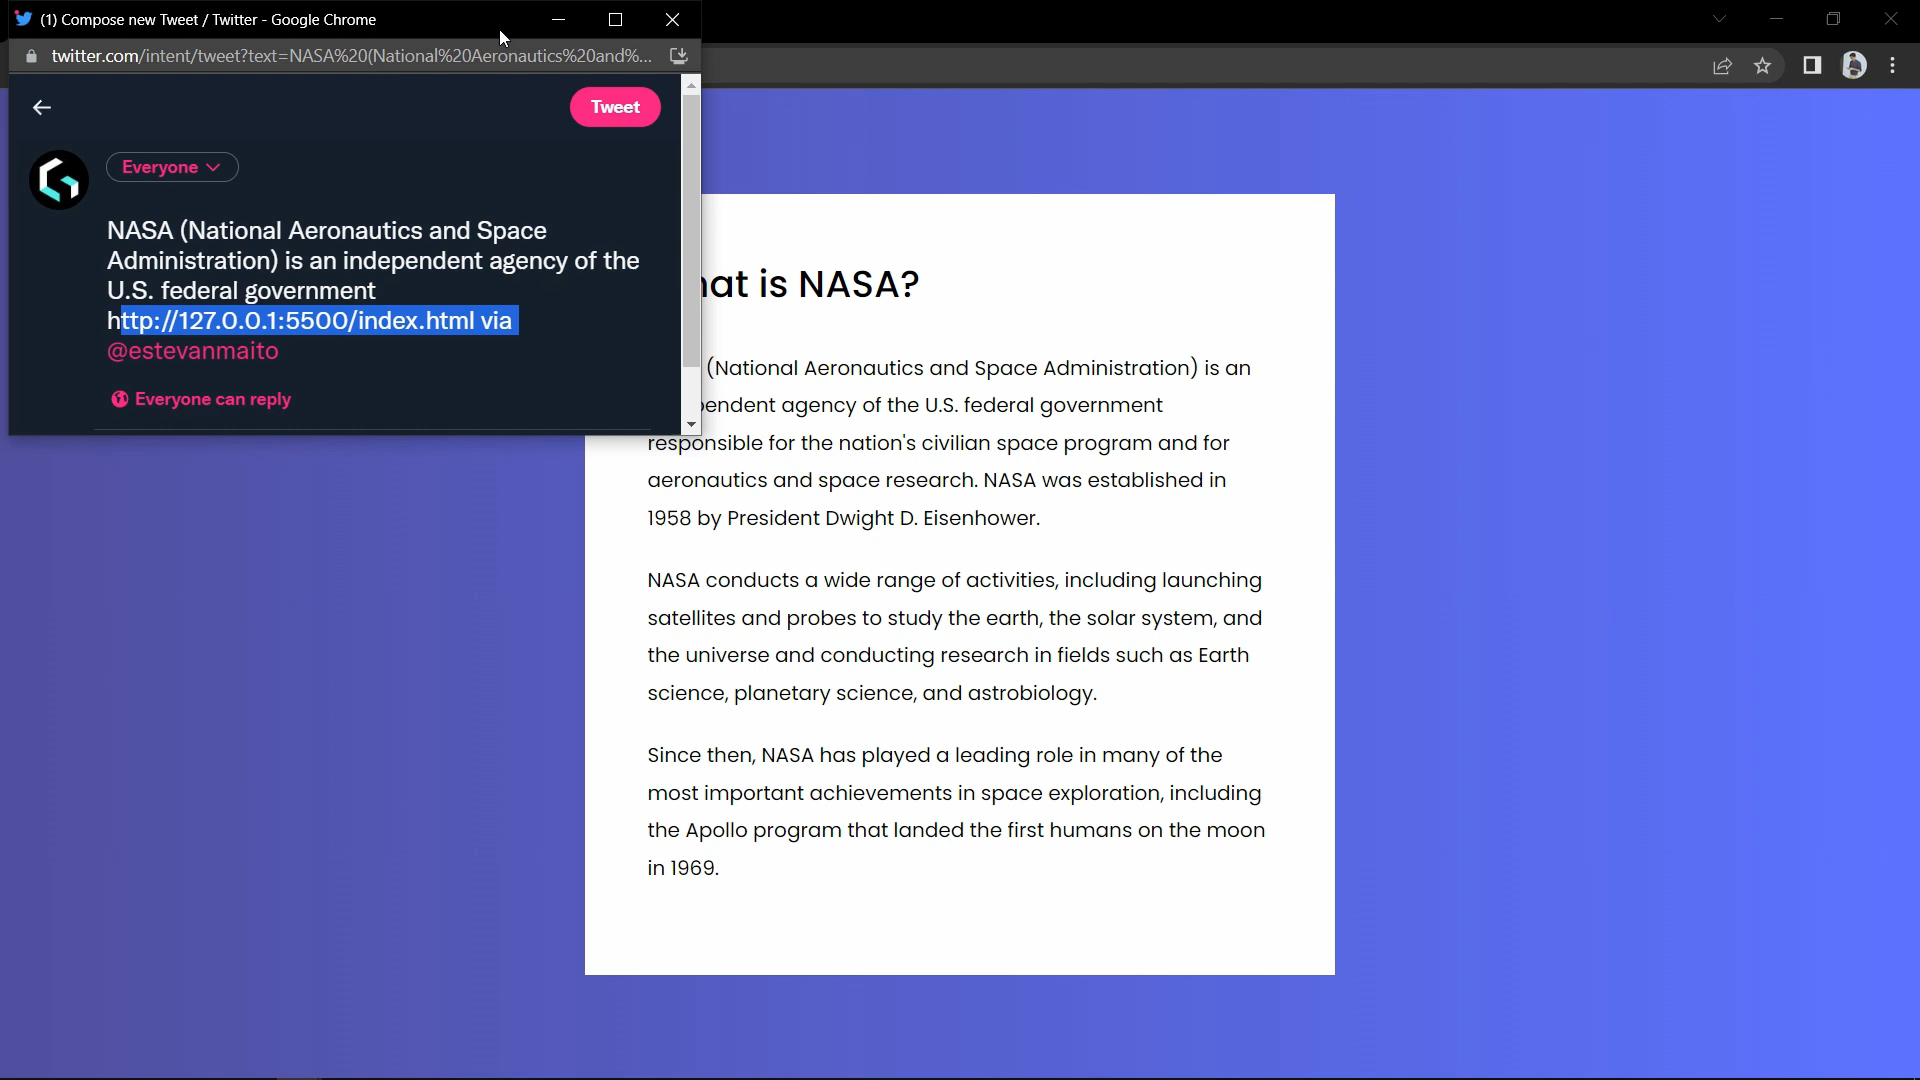 (1) Compose new Tweet / Twitter - Google Chrome
twitter.com/intent/tweet?text=NASA%20(National%20Aeronautics%20and%...
Tweet
Everyone
NASA (National Aeronautics and Space
Administration) is an independent agency of the
U.S. federal government
http://127.0.0.1:5500/index.html via
@estevanmaito
Everyone can reply
at is NASA?
(National Aeronautics and Space Administration) is an
endent agency of the U.S. federal government
responsible for the nation's civilian space program and for
aeronautics and space research. NASA was established in
1958 by President Dwight D. Eisenhower.
NASA conducts a wide range of activities, including launching
satellites and probes to study the earth, the solar system, and
the universe and conducting research in fields such as Earth
science, planetary science, and astrobiology.
Since then, NASA has played a leading role in many of the
most important achievements in space exploration, including
the Apollo program that landed the first humans on the moon
in 1969.